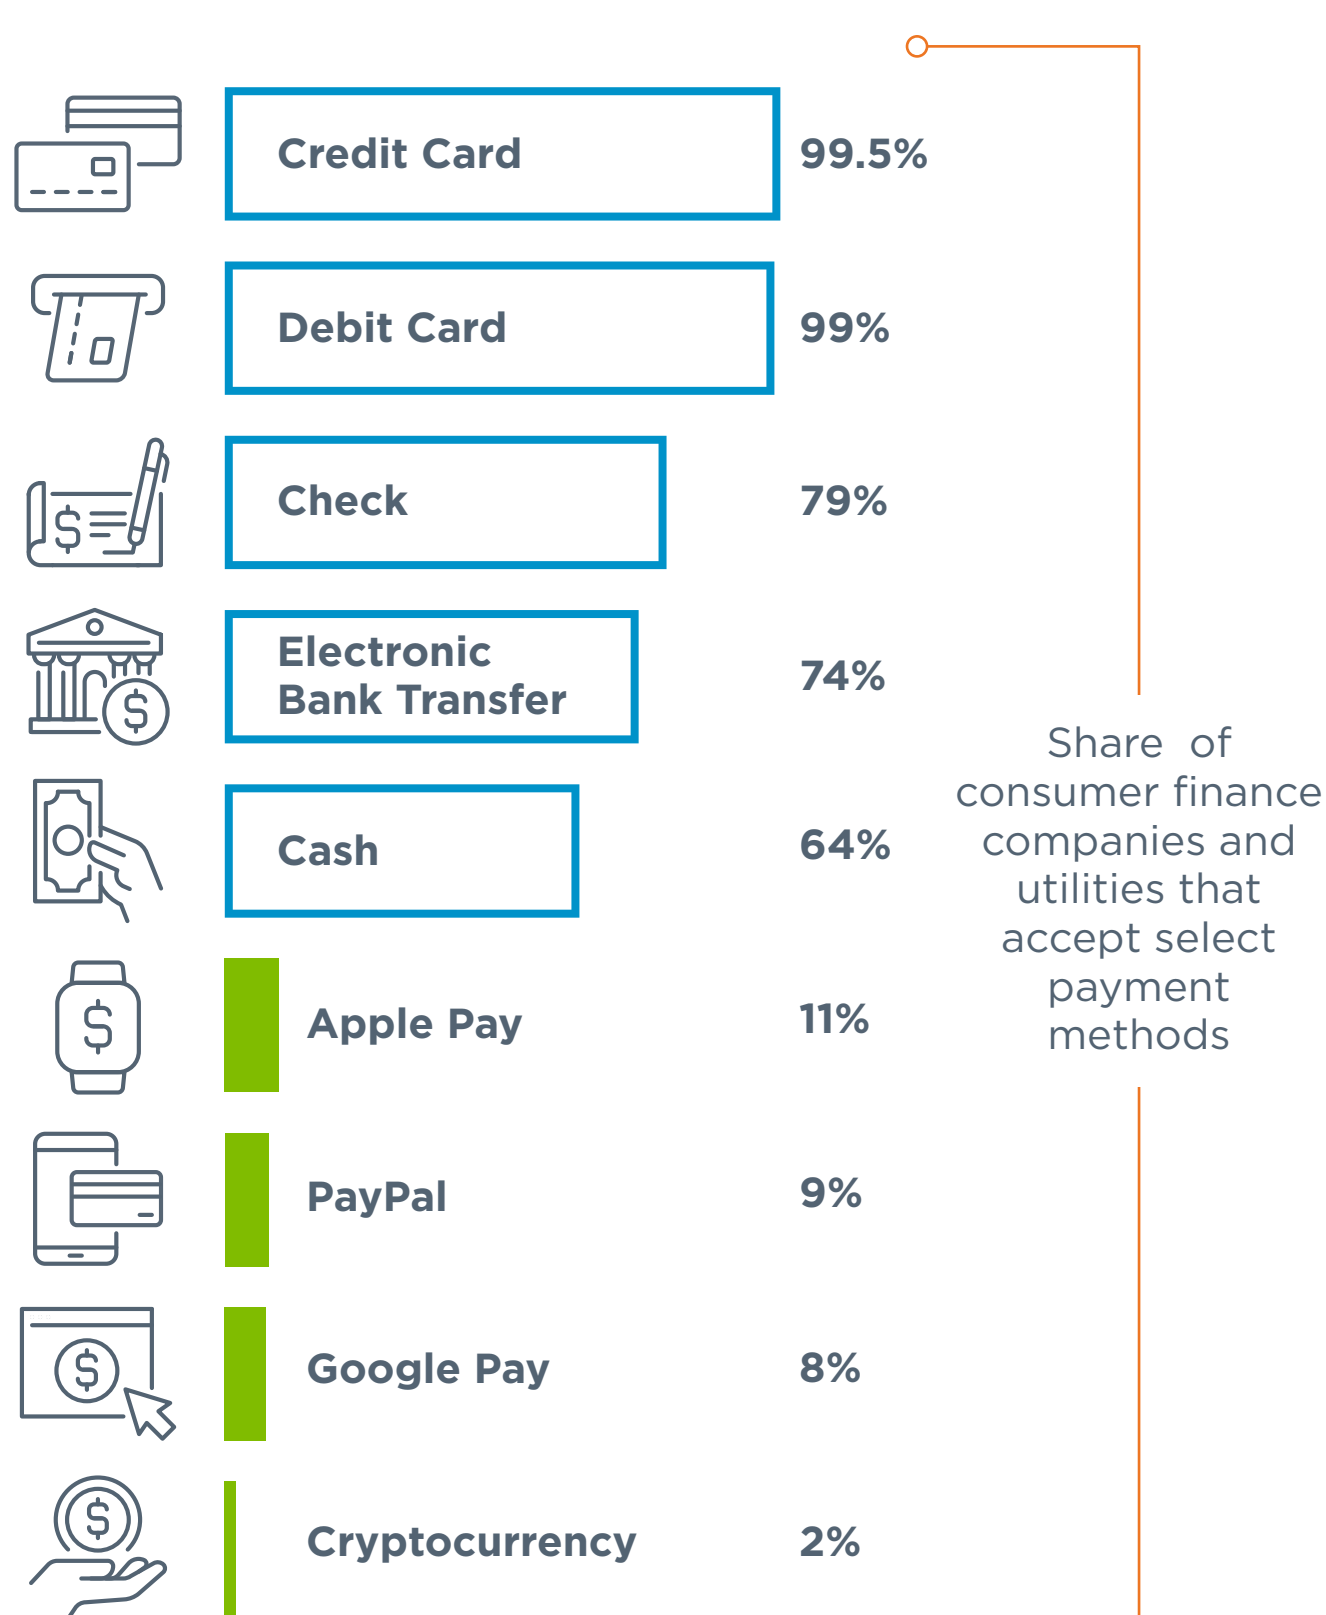 Credit Card 99.5%
Debit Card 99%
Check 79%
Electronic
Bank Transfer 74%
Cash 64%
Apple Pay 11%
PayPal 9%
Google Pay 8%
Cryptocurrency 2%
Share of
consumer finance
companies and
utilities that
accept select
payment
methods
$
$
$
$
$